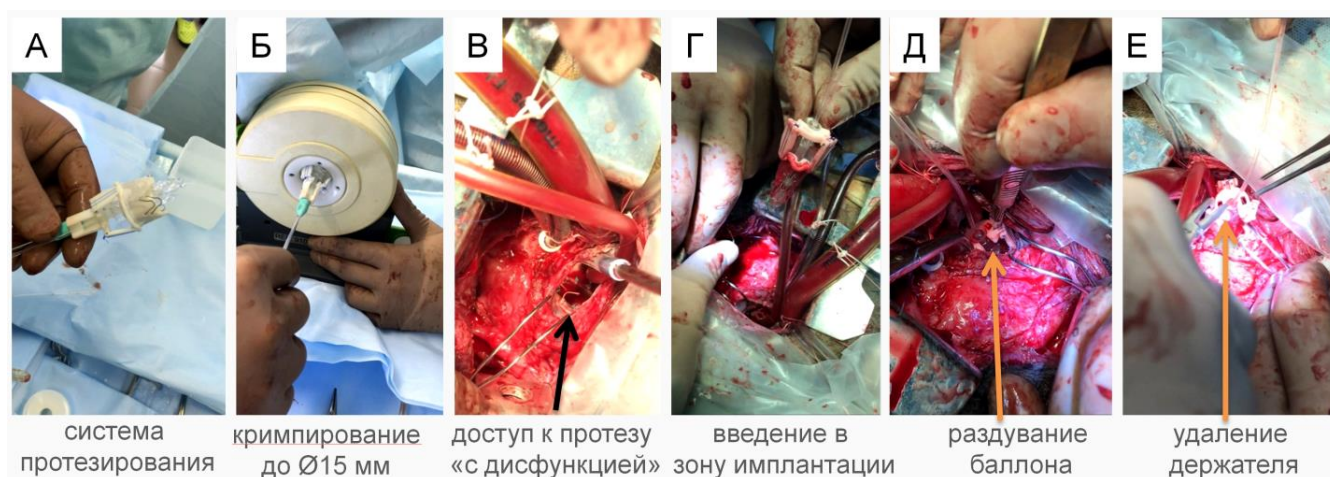 А
Б
В
Г
Д
Е
система
протезирования
кримпирование
до Ø15 мм
доступ к протезу
«с дисфункцией»
введение в
зону имплантации
раздувание
баллона
удаление
держателя